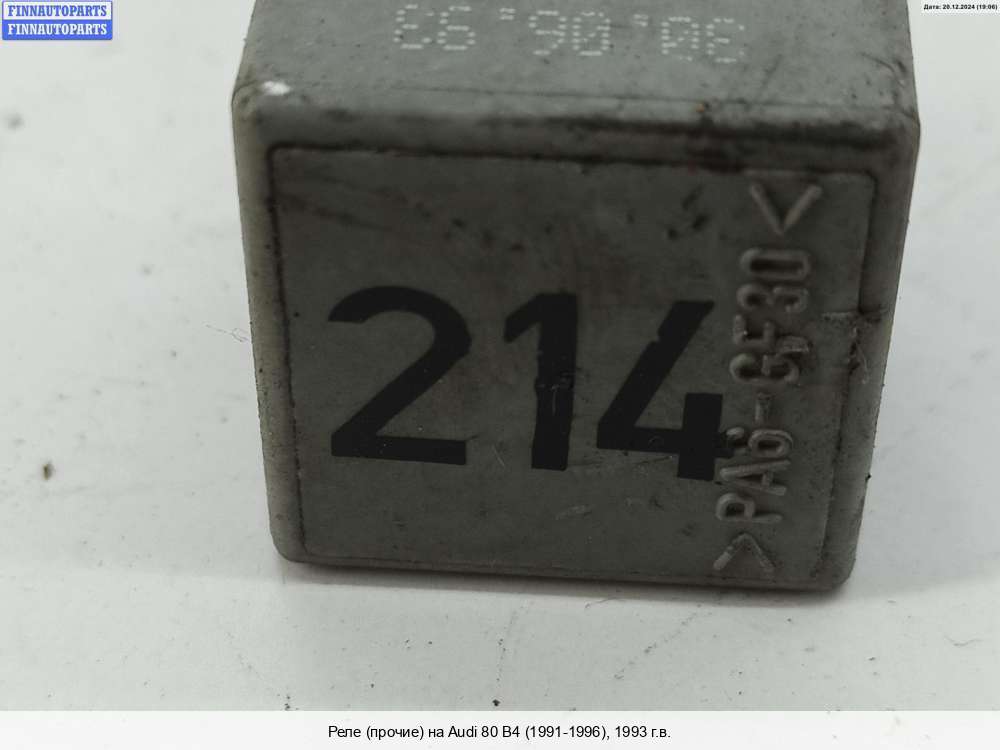 FINNAUTOPARTS
FINNAUTOPARTS
Дата: 20.12.2024 (19:06)
214
>PA6-GF30<
Реле (прочие) на Audi 80 B4 (1991-1996), 1993 г.в.